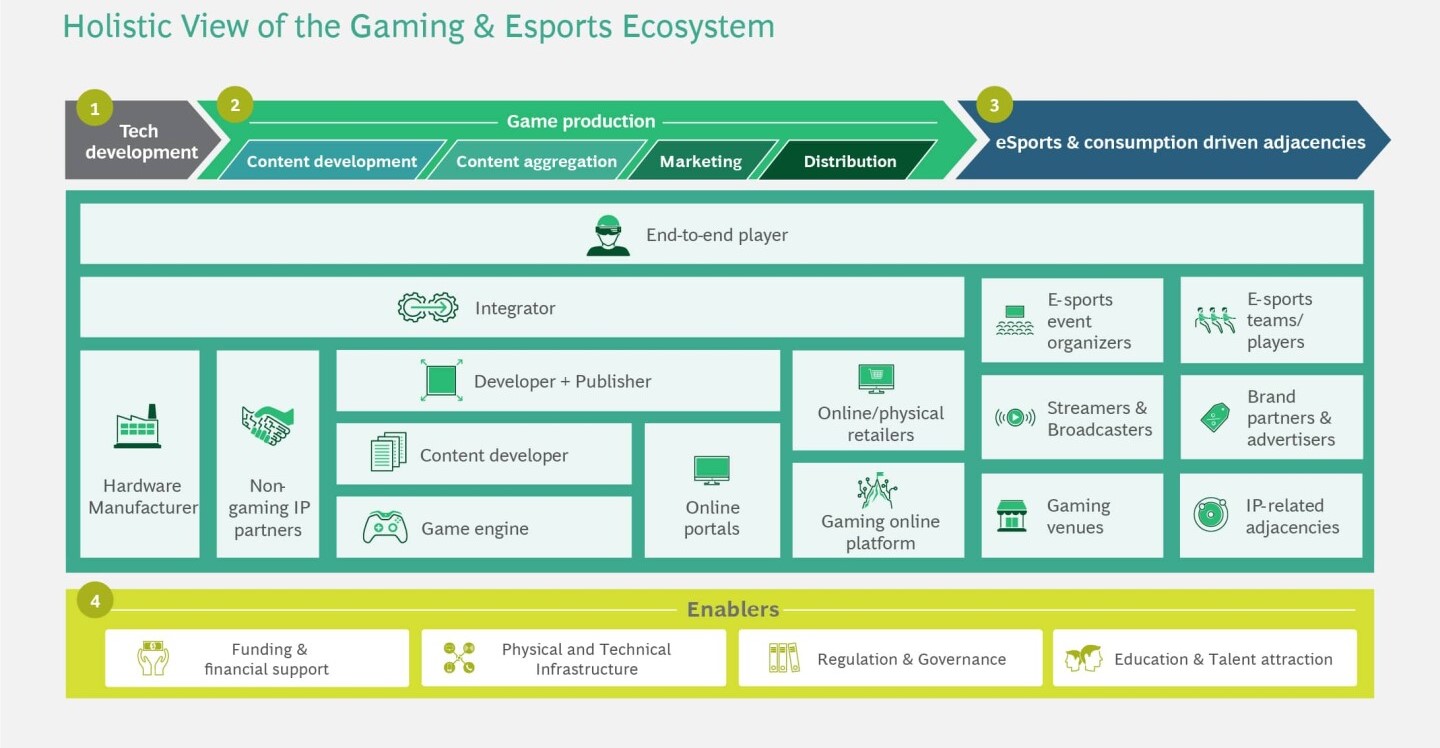 Holistic View of the Gaming & Esports Ecosystem
1
Tech
development
2
Game production
Content development
Content aggregation
Marketing
Distribution
3
eSports & consumption driven adjacencies
End-to-end player
Integrator
Hardware
Manufacturer
Non-
gaming IP
partners
Developer + Publisher
Content developer
Game engine
Online
portals
Online/physical
retailers
Gaming online
platform
E-sports
event
organizers
E-sports
teams/
players
Streamers &
Broadcasters
Brand
partners &
advertisers
Gaming
venues
IP-related
adjacencies
4
Enablers
Funding &
financial support
Physical and Technical
Infrastructure
Regulation & Governance
Education & Talent attraction